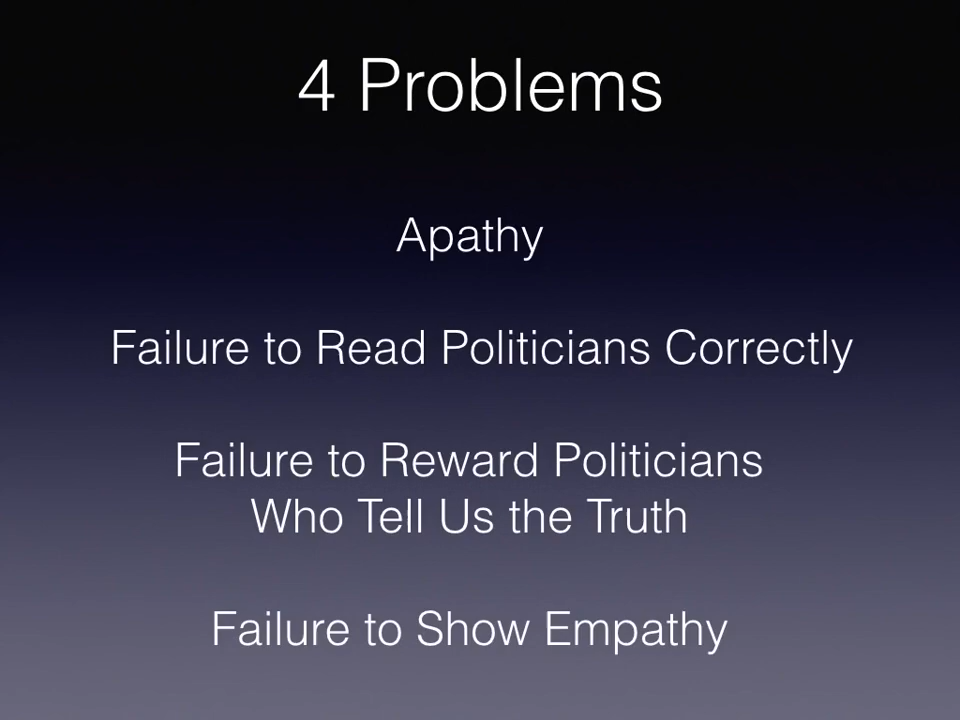 4 Problems
Apathy
Failure to Read Politicians Correctly
Failure to Reward Politicians
Who Tell Us the Truth
Failure to Show Empathy